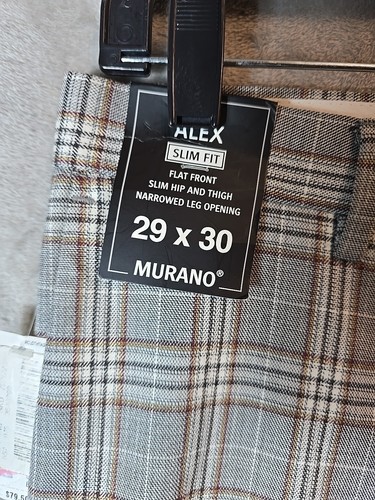 ALEX
SLIM FIT
FLAT FRONT
SLIM HIP AND THIGH
NARROWED LEG OPENING
29 x 30
MURANO®